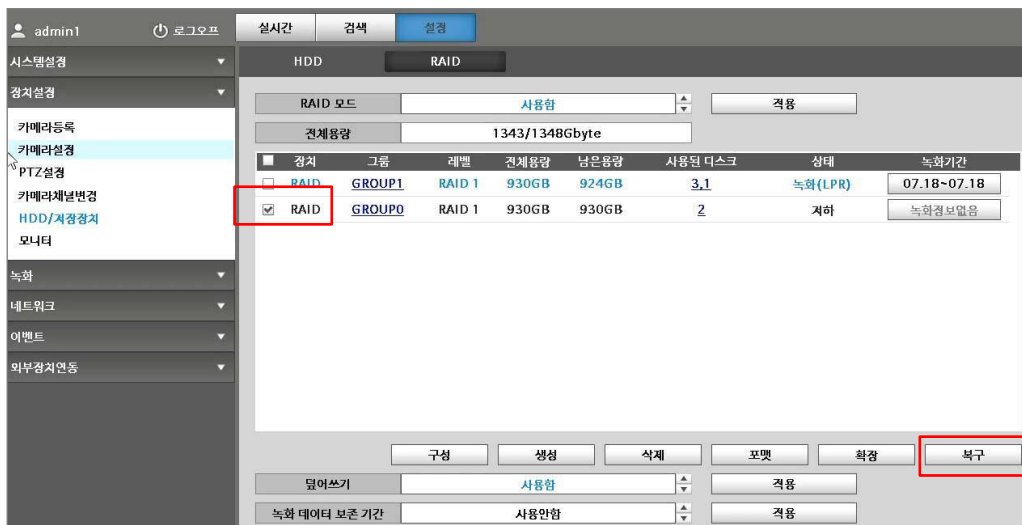 admin1 로그오프 실시간 검색 설정
시스템설정
장치설정
카메라등록
카메라설정
PTZ설정
카메라채널변경
HDD/저장장치
모니터
녹화
네트워크
이벤트
외부장치연동
HDD RAID
RAID 모드 사용함 적용
전체용량 1343/1348Gbyte
장치 그룹 레벨 전체용량 남은용량 사용된 디스크 상태 녹화기간
RAID GROUP1 RAID 1 930GB 924GB 3,1 녹화(LPR) 07.18~07.18
RAID GROUP0 RAID 1 930GB 930GB 2 저하 녹화정보없음
구성 생성 삭제 포맷 확장 복구
덮어쓰기 사용함 적용
녹화 데이터 보존 기간 사용안함 적용